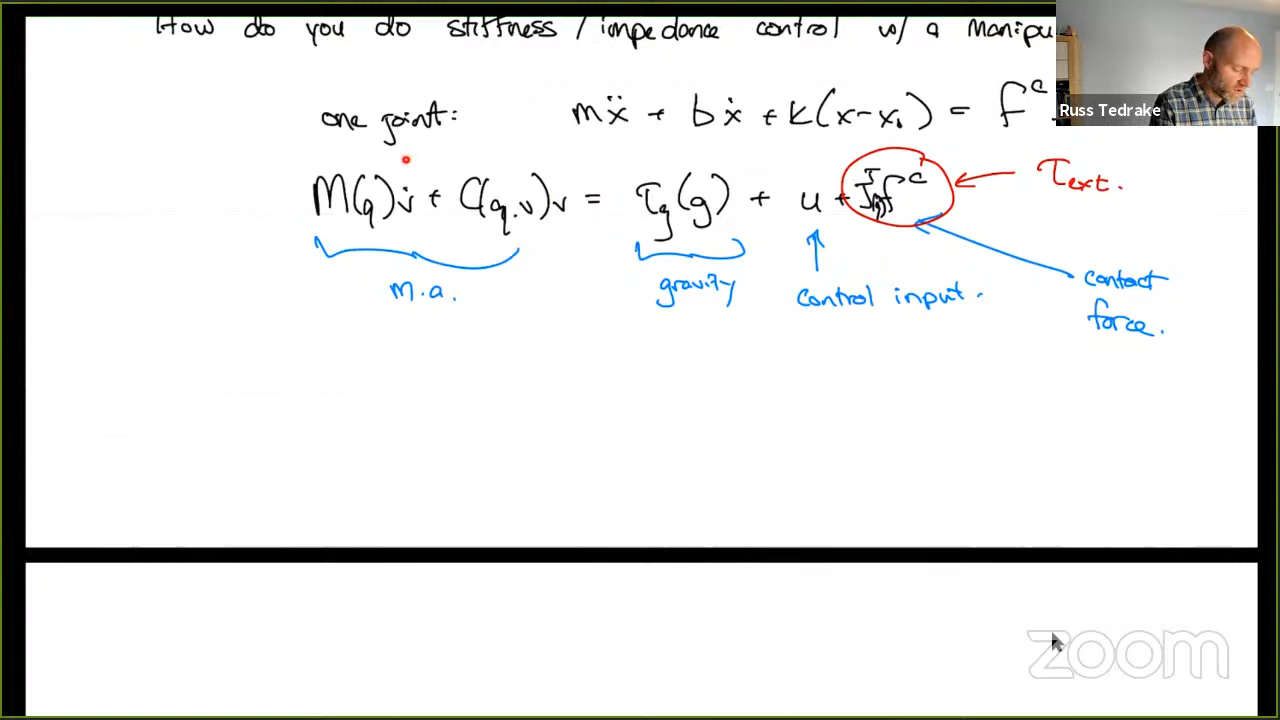 How do you do stiffness / impedance control w/ a manipu
Russ Tedrake
one joint: mẍ + bẋ + k(x-x₀) = fᶜ
M(q)v̇ + C(q,v)v = τg(q) + u + Jᵀfᶜ ← τext.
m.a. gravity control input. contact force.
zoom